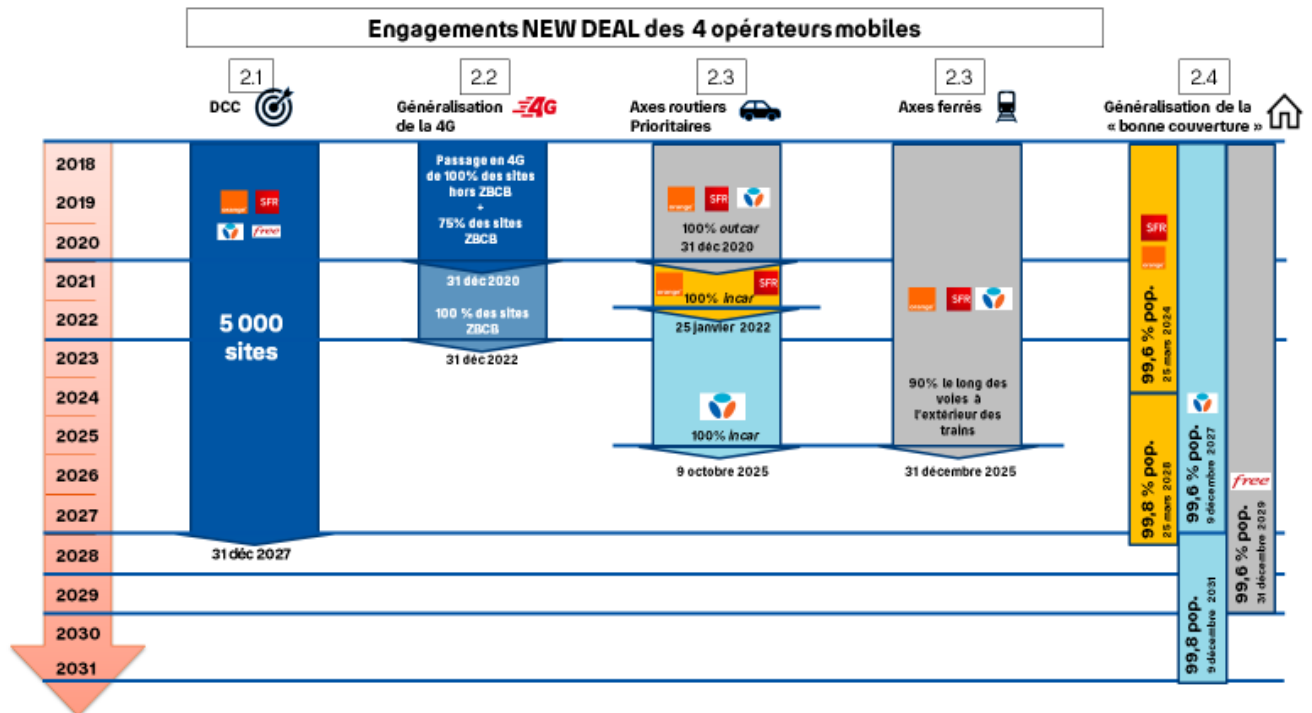 Engagements NEW DEAL des 4 opérateurs mobiles
2.1
DCC
2.2
Généralisation
de la 4G
4G
2.3
Axes routiers
Prioritaires
2.3
Axes ferrés
2.4
Généralisation de la
« bonne couverture »
2018
2019
2020
2021
2022
2023
2024
2025
2026
2027
2028
2029
2030
2031
orange
SFR
free
5 000
sites
31 déc 2027
Passage en 4G
de 100% des sites
hors ZBCB
+
75% des sites
ZBCB
31 déc 2020
100 % des sites
ZBCB
31 déc 2022
orange
SFR
100% outcar
31 déc 2020
orange
SFR
100% incar
25 janvier 2022
100% incar
9 octobre 2025
orange
SFR
90% le long des
voies à
l'extérieur des
trains
31 décembre 2025
SFR
orange
99,6 % pop.
25 mars 2024
99,8 % pop.
25 mars 2028
99,6 % pop.
9 décembre 2027
99,8 pop.
9 décembre 2031
free
99,6 % pop.
31 décembre 2029